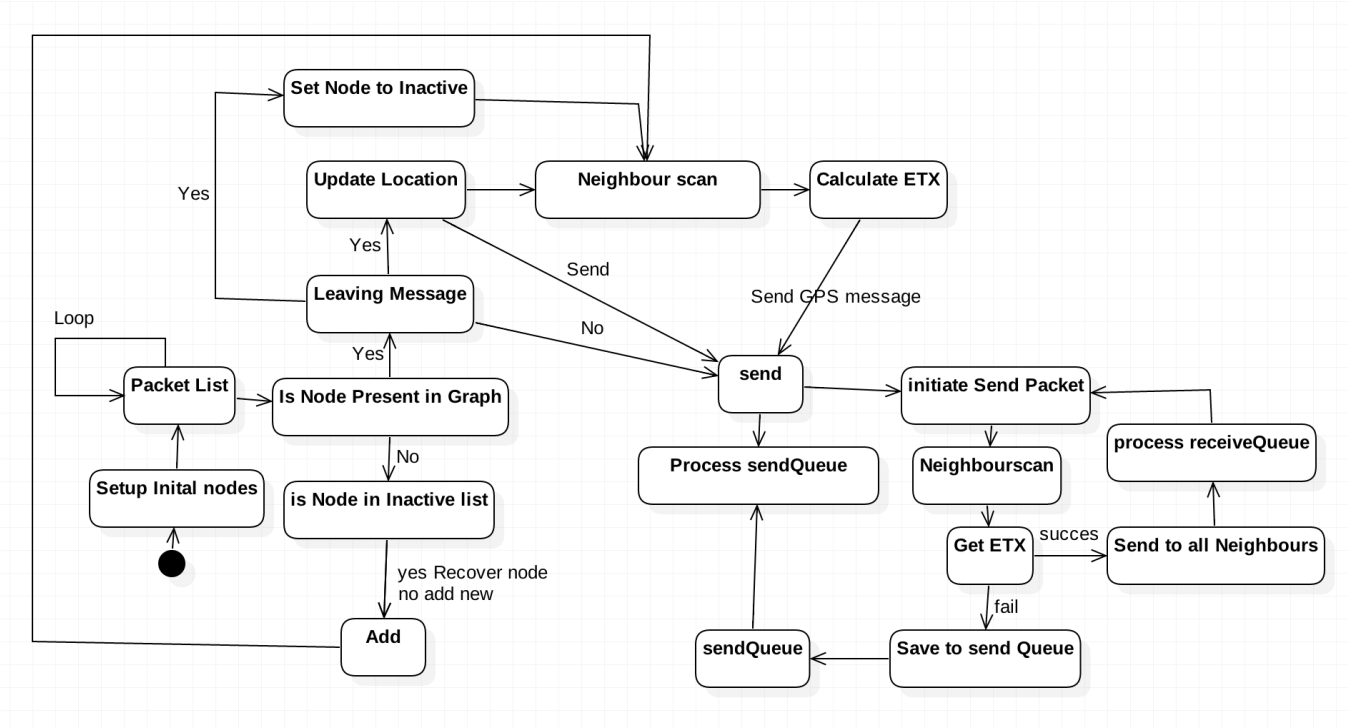 Set Node to Inactive
Update Location
Neighbour scan
Calculate ETX
Yes
Yes
Send
Leaving Message
Send GPS message
Loop
No
Yes
Packet List
Is Node Present in Graph
send
initiate Send Packet
No
process receiveQueue
Setup Inital nodes
is Node in Inactive list
Process sendQueue
Neighbourscan
Get ETX
succes
Send to all Neighbours
yes Recover node
no add new
fail
Add
sendQueue
Save to send Queue